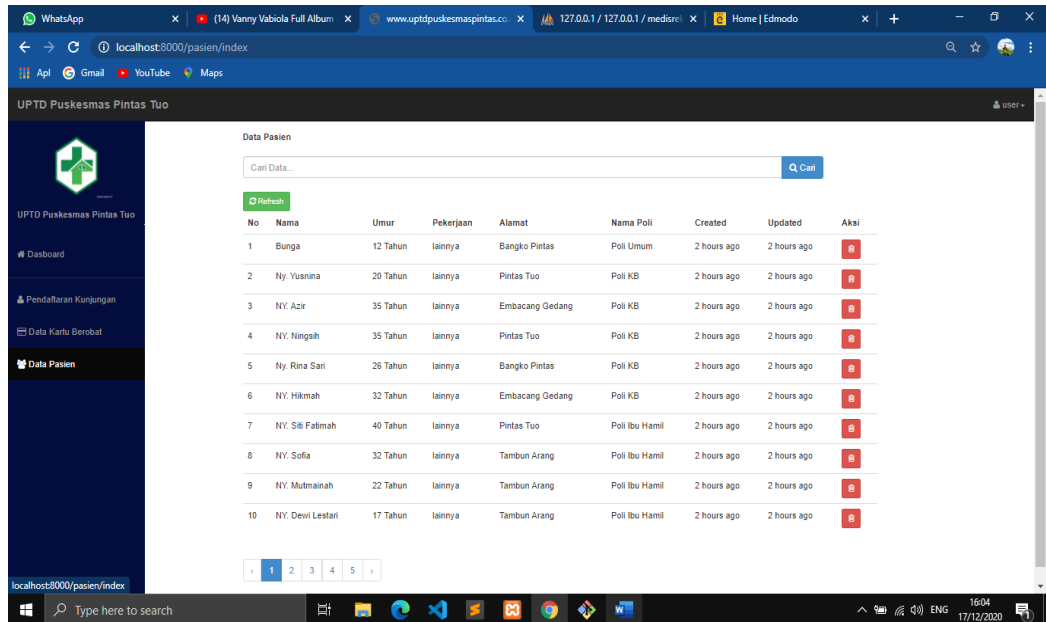 WhatsApp
(14) Vanny Vabiola Full Album
www.uptdpuskesmaspintas.co.
127.0.0.1 / 127.0.0.1 / medisrek
Home | Edmodo
localhost:8000/pasien/index
Apl Gmail YouTube Maps
UPTD Puskesmas Pintas Tuo
user
UPTD Puskesmas Pintas Tuo
Dasboard
Pendaftaran Kunjungan
Data Kartu Berobat
Data Pasien
Data Pasien
Cari Data...
Cari
Refresh
No Nama Umur Pekerjaan Alamat Nama Poli Created Updated Aksi
1 Bunga 12 Tahun lainnya Bangko Pintas Poli Umum 2 hours ago 2 hours ago
2 Ny. Yusnina 20 Tahun lainnya Pintas Tuo Poli KB 2 hours ago 2 hours ago
3 NY. Azir 35 Tahun lainnya Embacang Gedang Poli KB 2 hours ago 2 hours ago
4 NY. Ningsih 35 Tahun lainnya Pintas Tuo Poli KB 2 hours ago 2 hours ago
5 Ny. Rina Sari 26 Tahun lainnya Bangko Pintas Poli KB 2 hours ago 2 hours ago
6 NY. Hikmah 32 Tahun lainnya Embacang Gedang Poli KB 2 hours ago 2 hours ago
7 NY. Siti Fatimah 40 Tahun lainnya Pintas Tuo Poli Ibu Hamil 2 hours ago 2 hours ago
8 NY. Sofia 32 Tahun lainnya Tambun Arang Poli Ibu Hamil 2 hours ago 2 hours ago
9 NY. Mutmainah 22 Tahun lainnya Tambun Arang Poli Ibu Hamil 2 hours ago 2 hours ago
10 NY. Dewi Lestari 17 Tahun lainnya Tambun Arang Poli Ibu Hamil 2 hours ago 2 hours ago
‹ 1 2 3 4 5 ›
localhost:8000/pasien/index
Type here to search
ENG
16:04
17/12/2020